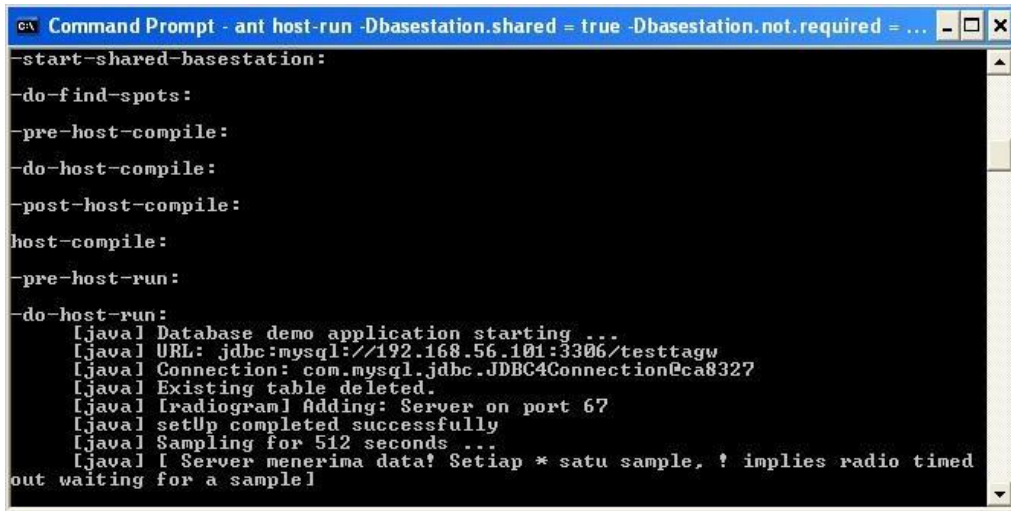 Command Prompt - ant host-run -Dbasestation.shared = true -Dbasestation.not.required = ...
-start-shared-basestation:
-do-find-spots:
-pre-host-compile:
-do-host-compile:
-post-host-compile:
host-compile:
-pre-host-run:
-do-host-run:
[java] Database demo application starting ...
[java] URL: jdbc:mysql://192.168.56.101:3306/testtagw
[java] Connection: com.mysql.jdbc.JDBC4Connection@ca8327
[java] Existing table deleted.
[java] [radiogram] Adding: Server on port 67
[java] setUp completed successfully
[java] Sampling for 512 seconds ...
[java] [ Server menerima data! Setiap * satu sample, ! implies radio timed
out waiting for a sample]